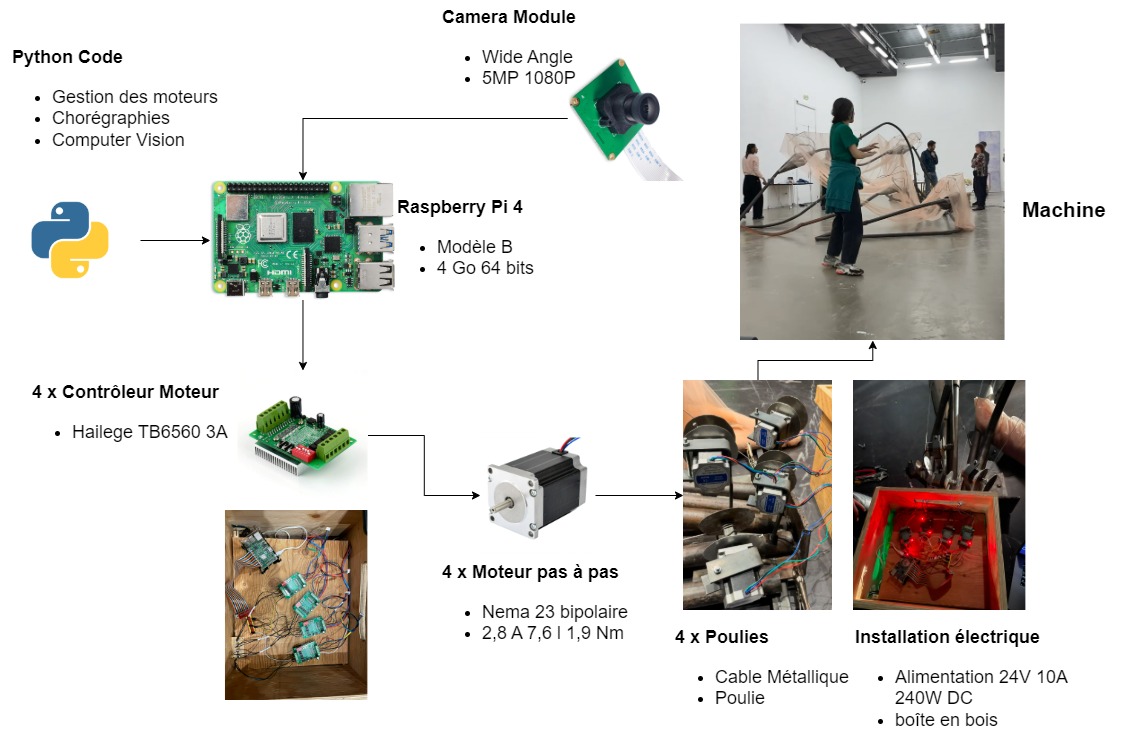 Camera Module
Wide Angle
5MP 1080P
Python Code
Gestion des moteurs
Chorégraphies
Computer Vision
Raspberry Pi 4
Modèle B
4 Go 64 bits
HDMI
Machine
4 x Contrôleur Moteur
Hailege TB6560 3A
4 x Moteur pas à pas
Nema 23 bipolaire
2,8 A 7,6 l 1,9 Nm
4 x Poulies
Cable Métallique
Poulie
Installation électrique
Alimentation 24V 10A
240W DC
boîte en bois